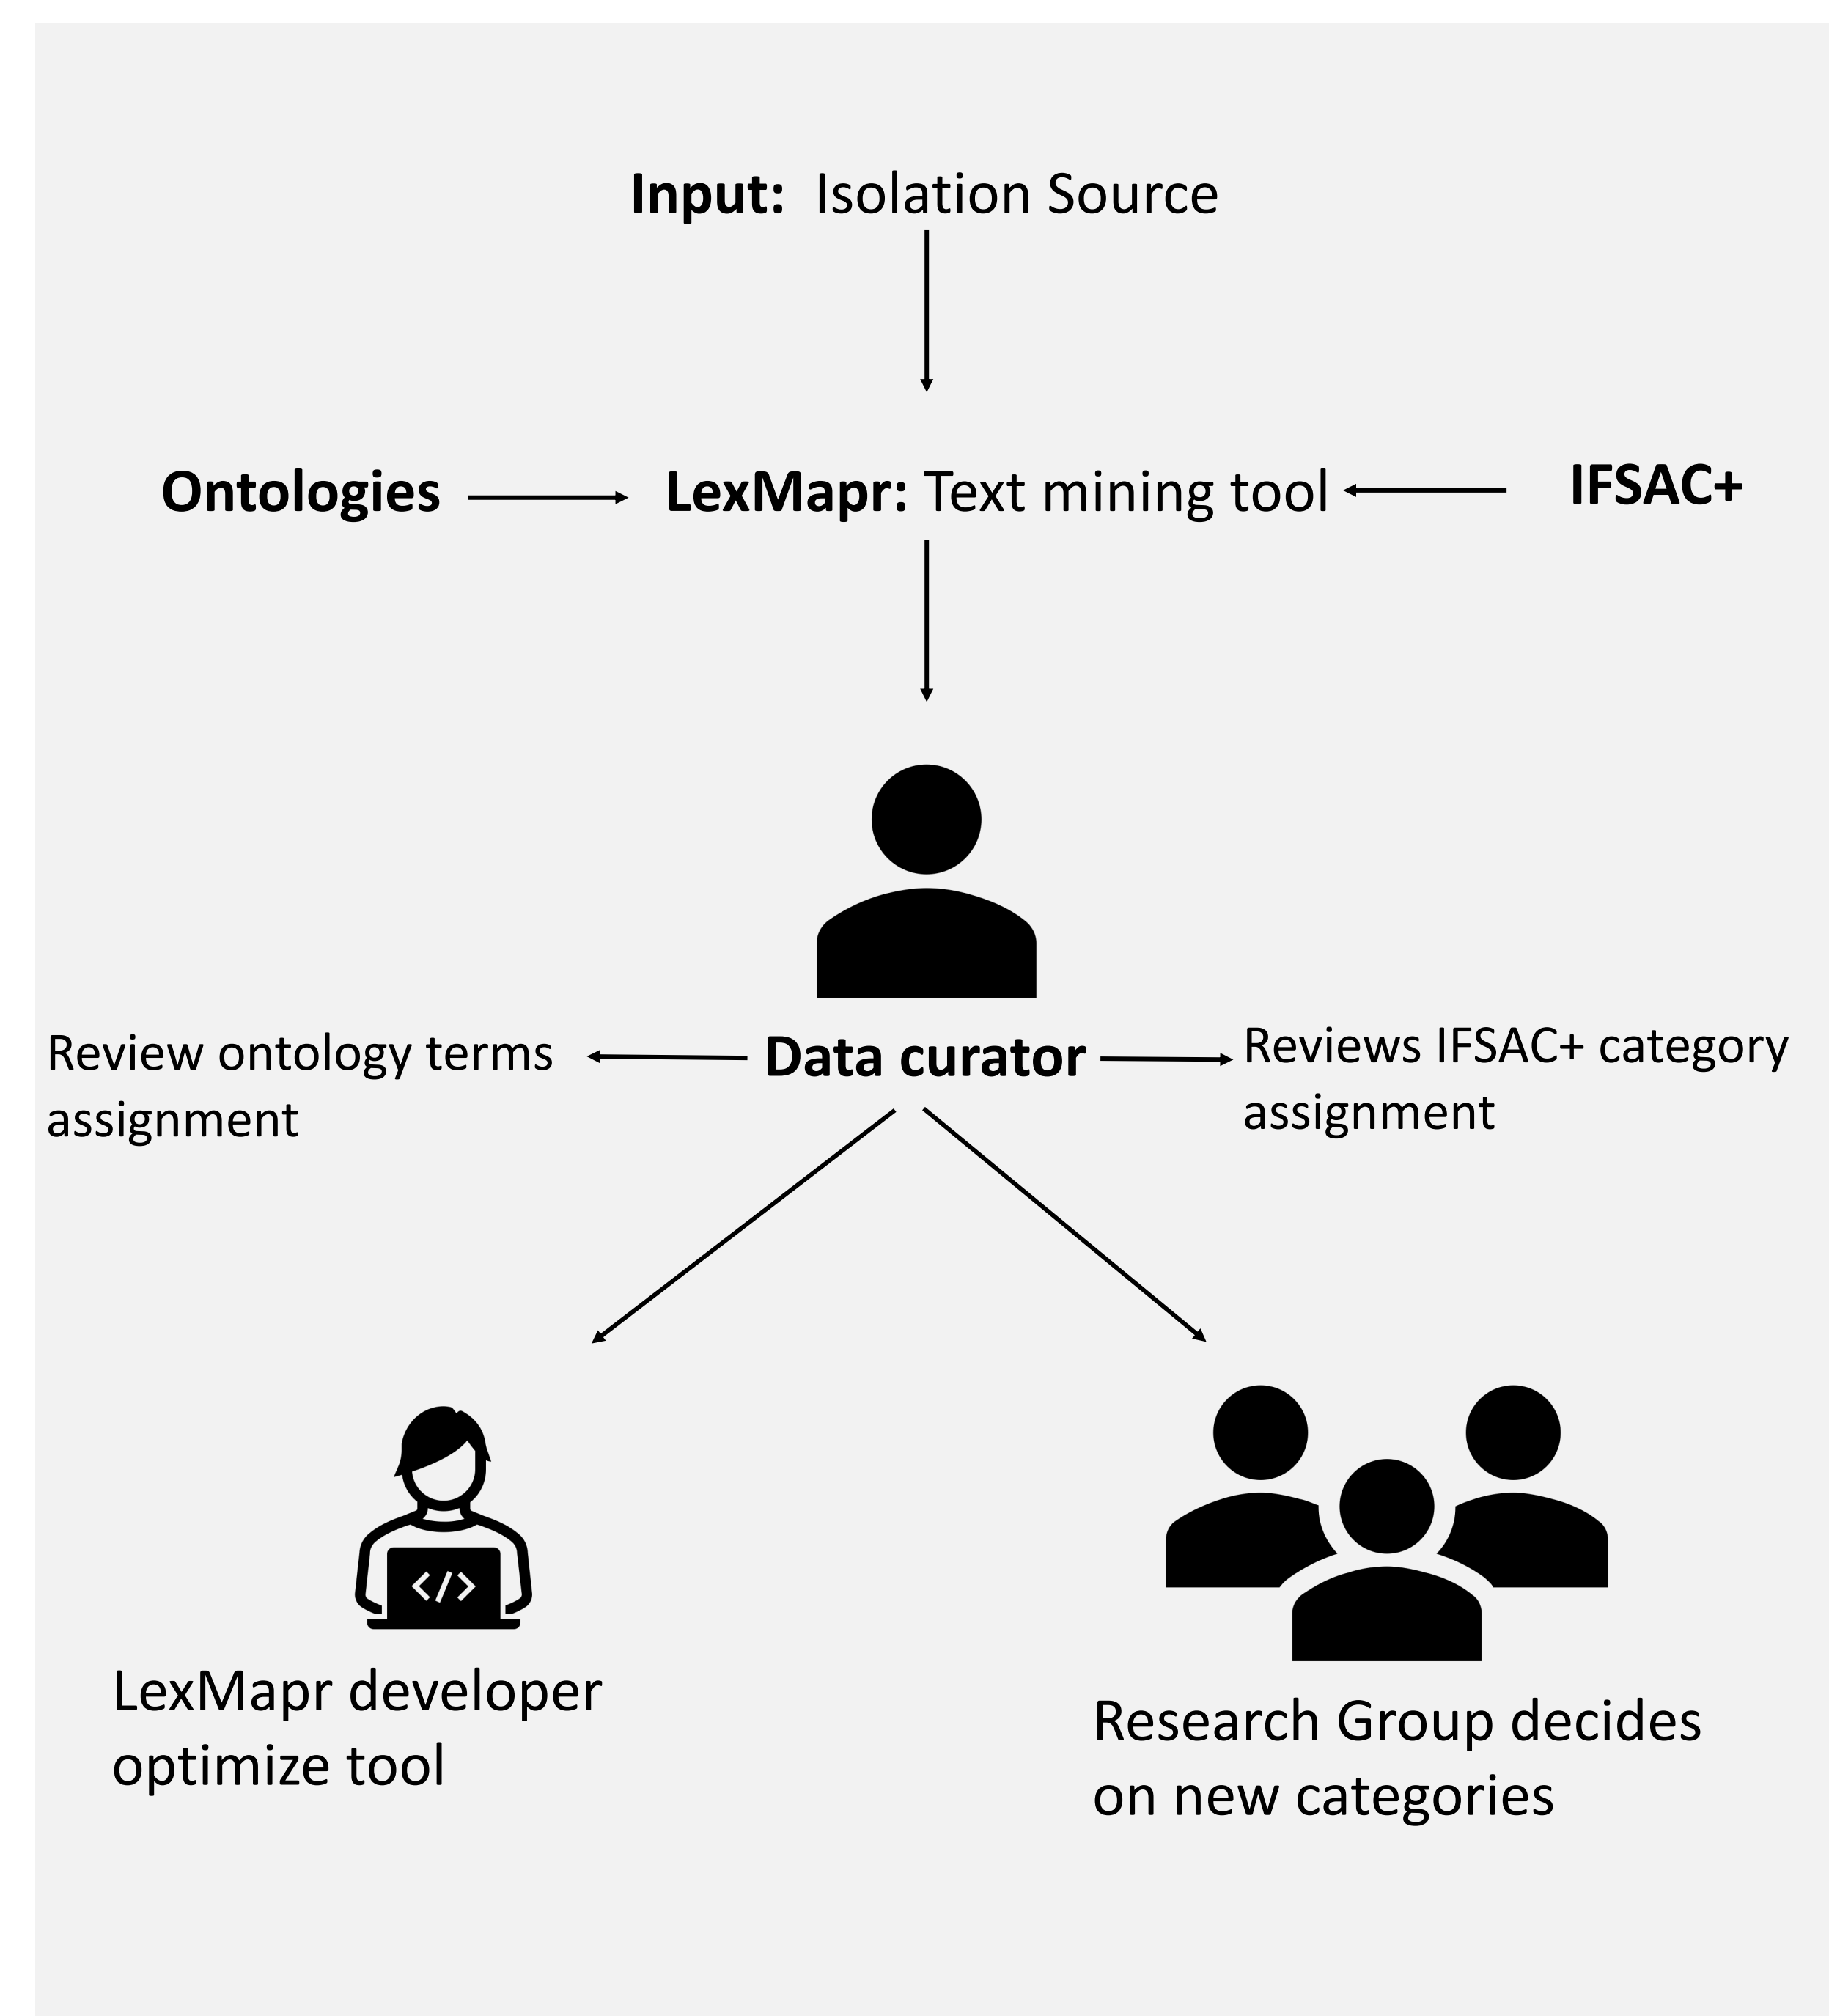 Input: Isolation Source
Ontologies
LexMapr: Text mining tool
IFSAC+
Review ontology terms
assignment
Data curator
Reviews IFSAC+ category
assignment
</>
LexMapr developer
optimize tool
Research Group decides
on new categories